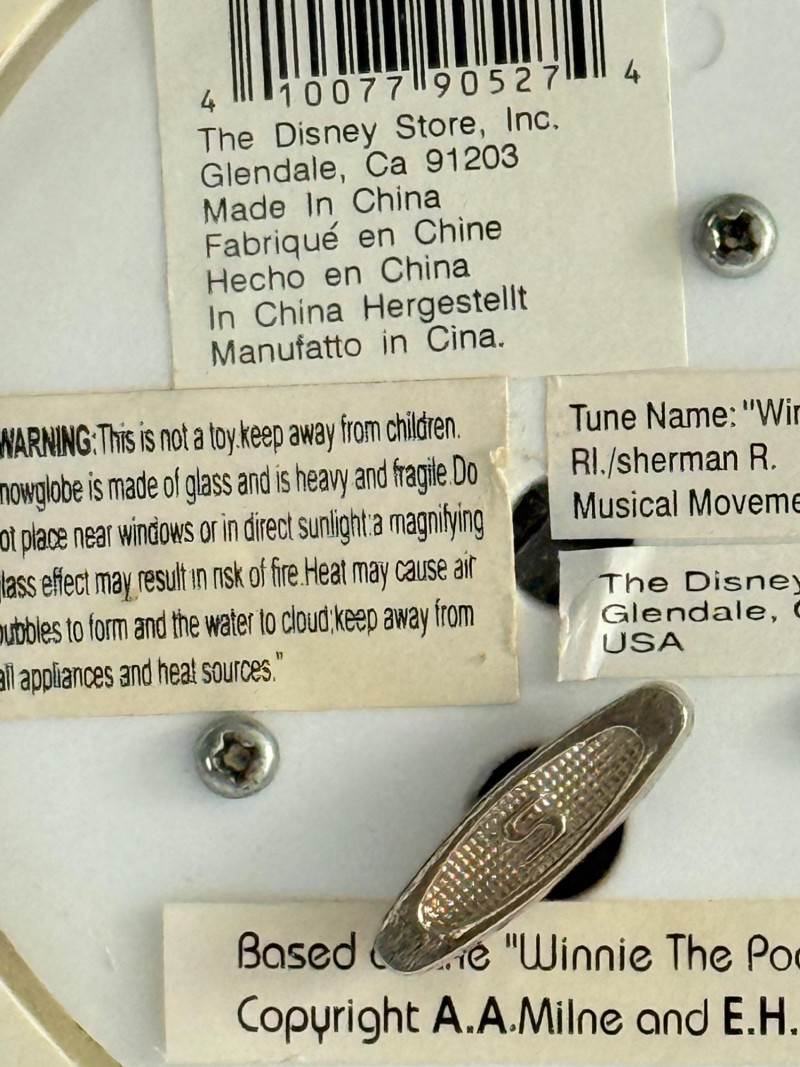 4 10077 90527 4
The Disney Store, Inc.
Glendale, Ca 91203
Made In China
Fabriqué en Chine
Hecho en China
In China Hergestellt
Manufatto in Cina.
WARNING:This is not a toy.keep away from children.
nowglobe is made of glass and is heavy and fragile.Do
ot place near windows or in direct sunlight:a magnifying
lass effect may result in risk of fire.Heat may cause air
ubbles to form and the water to cloud;keep away from
all appliances and heat sources."
Tune Name: "Win
RI./sherman R.
Musical Moveme
The Disney
Glendale, C
USA
S
Based "Winnie The Poo
Copyright A.A.Milne and E.H.